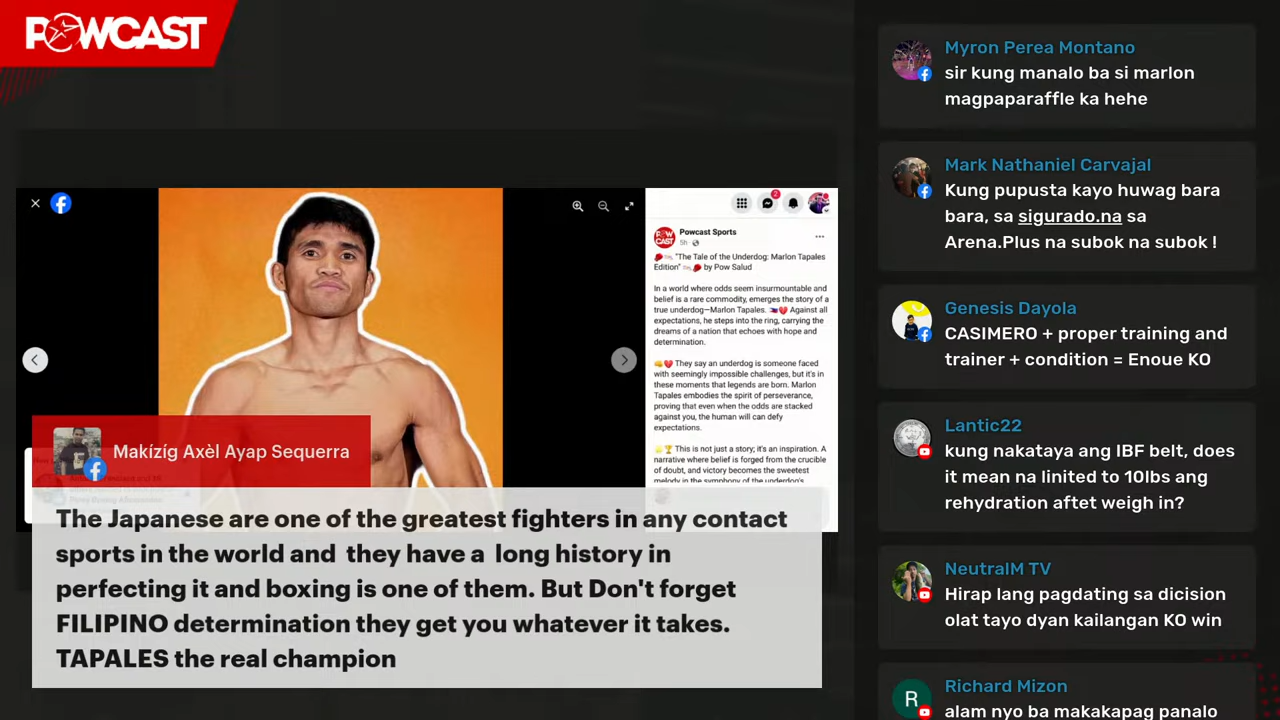 POWCAST
Powcast Sports
5h
"The Tale of the Underdog: Marlon Tapales
Edition" by Pow Salud
In a world where odds seem insurmountable and
belief is a rare commodity, emerges the story of a
true underdog—Marlon Tapales. Against all
expectations, he steps into the ring, carrying the
dreams of a nation that echoes with hope and
determination.
They say an underdog is someone faced
with seemingly impossible challenges, but it's in
these moments that legends are born. Marlon
Tapales embodies the spirit of perseverance,
proving that even when the odds are stacked
against you, the human will can defy
expectations.
This is not just a story; it's an inspiration. A
narrative where belief is forged from the crucible
of doubt, and victory becomes the sweetest
melody in the symphony of the underdog's
2
Makízíg Axèl Ayap Sequerra
The Japanese are one of the greatest fighters in any contact
sports in the world and they have a long history in
perfecting it and boxing is one of them. But Don't forget
FILIPINO determination they get you whatever it takes.
TAPALES the real champion
Myron Perea Montano
sir kung manalo ba si marlon
magpaparaffle ka hehe
Mark Nathaniel Carvajal
Kung pupusta kayo huwag bara
bara, sa sigurado.na sa
Arena.Plus na subok na subok !
Genesis Dayola
CASIMERO + proper training and
trainer + condition = Enoue KO
Lantic22
kung nakataya ang IBF belt, does
it mean na linited to 10lbs ang
rehydration aftet weigh in?
NeutralM TV
Hirap lang pagdating sa dicision
olat tayo dyan kailangan KO win
R
Richard Mizon
alam nyo ba makakapag panalo